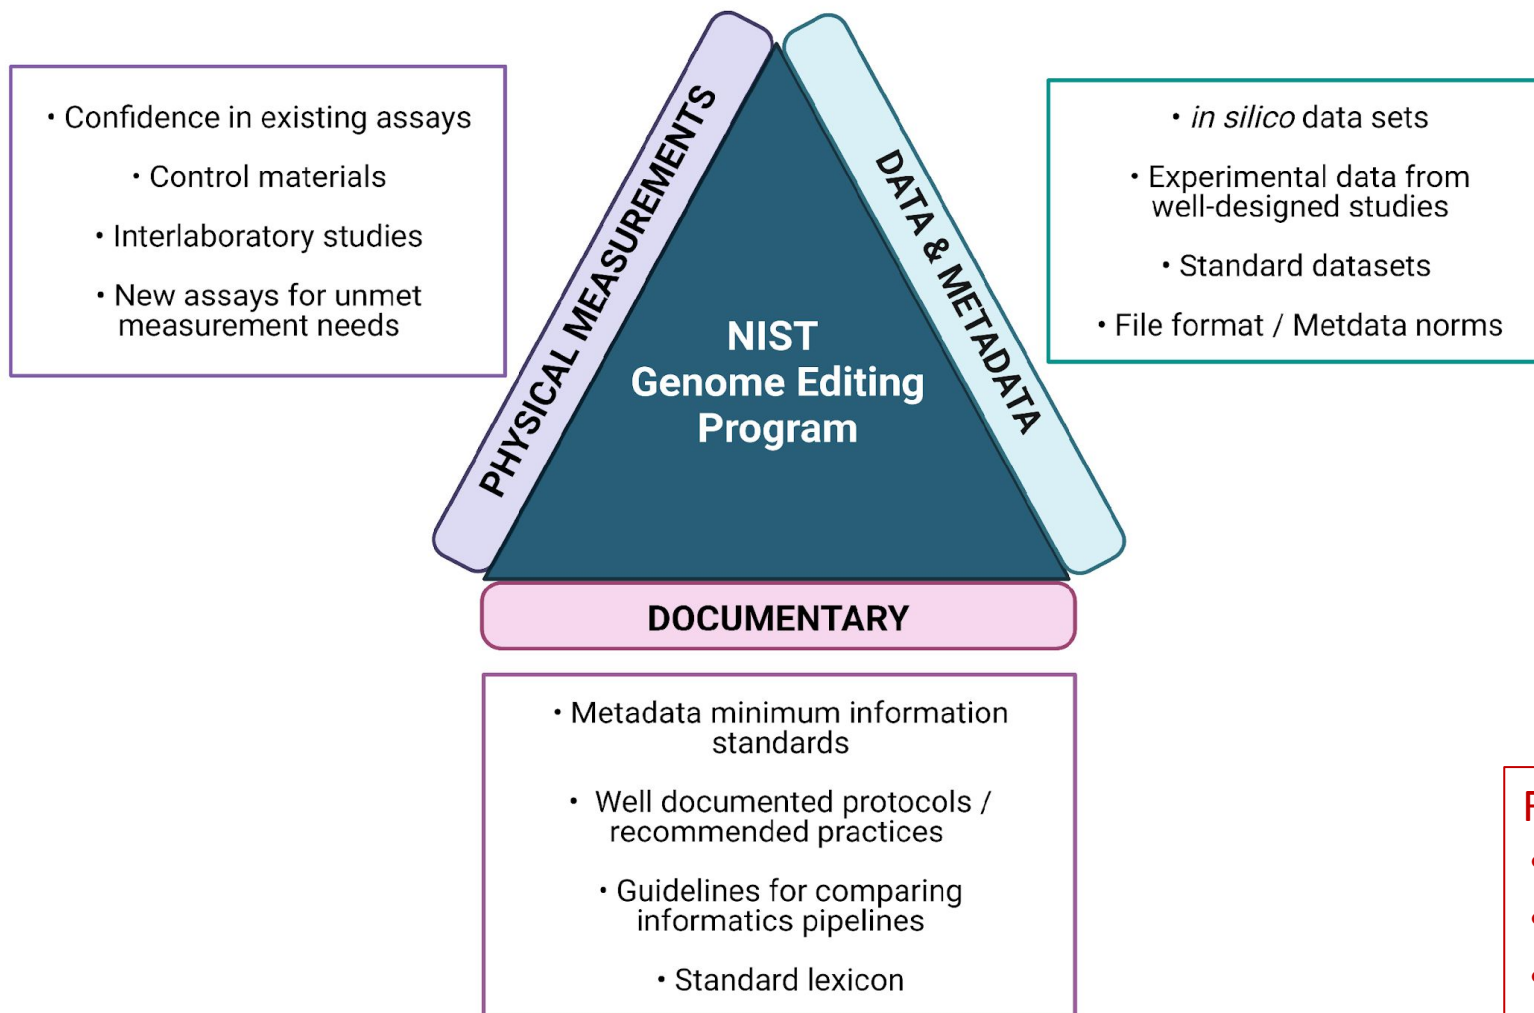 PHYSICAL MEASUREMENTS
• Confidence in existing assays
• Control materials
• Interlaboratory studies
• New assays for unmet
measurement needs
NIST
Genome Editing
Program
DATA & METADATA
• in silico data sets
• Experimental data from
well-designed studies
• Standard datasets
• File format / Metdata norms
DOCUMENTARY
• Metadata minimum information
standards
• Well documented protocols /
recommended practices
• Guidelines for comparing
informatics pipelines
• Standard lexicon